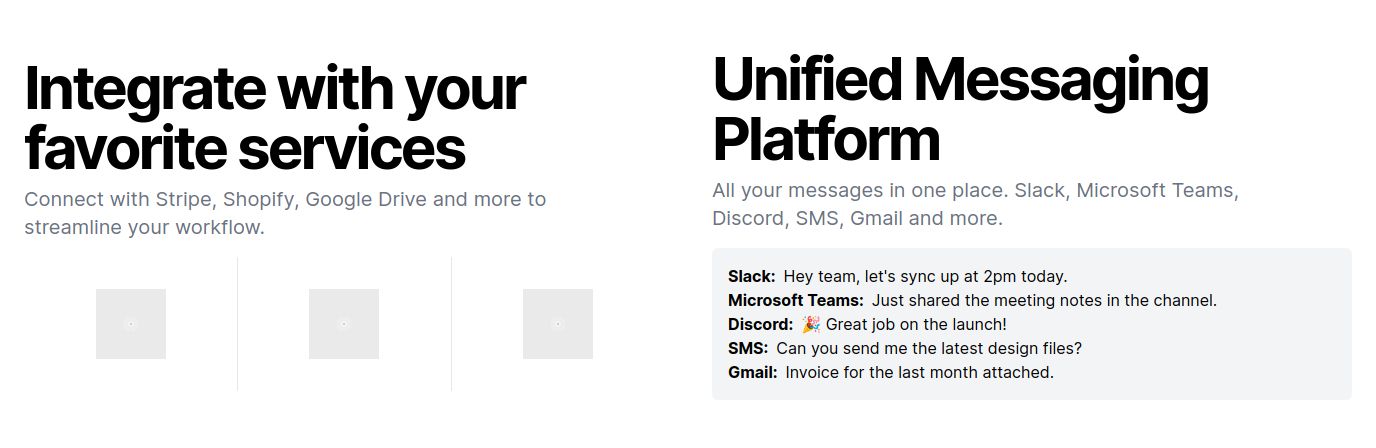 Integrate with your
favorite services
Connect with Stripe, Shopify, Google Drive and more to
streamline your workflow.
Unified Messaging
Platform
All your messages in one place. Slack, Microsoft Teams,
Discord, SMS, Gmail and more.
Slack: Hey team, let's sync up at 2pm today.
Microsoft Teams: Just shared the meeting notes in the channel.
Discord: 🎉 Great job on the launch!
SMS: Can you send me the latest design files?
Gmail: Invoice for the last month attached.